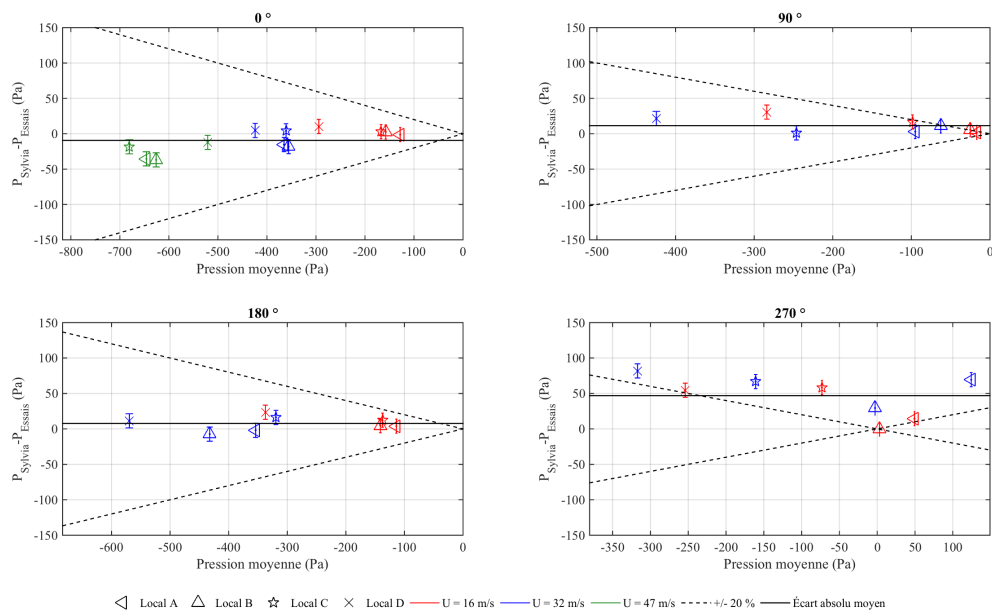 0 °
150
100
50
0
-50
-100
-150
P_Sylvia-P_Essais (Pa)
-800 -700 -600 -500 -400 -300 -200 -100 0
Pression moyenne (Pa)
90 °
150
100
50
0
-50
-100
-150
P_Sylvia-P_Essais (Pa)
-500 -400 -300 -200 -100 0
Pression moyenne (Pa)
180 °
150
100
50
0
-50
-100
-150
P_Sylvia-P_Essais (Pa)
-600 -500 -400 -300 -200 -100 0
Pression moyenne (Pa)
270 °
150
100
50
0
-50
-100
-150
P_Sylvia-P_Essais (Pa)
-350 -300 -250 -200 -150 -100 -50 0 50 100
Pression moyenne (Pa)
Local A Local B Local C Local D U = 16 m/s U = 32 m/s U = 47 m/s +/- 20 % Écart absolu moyen